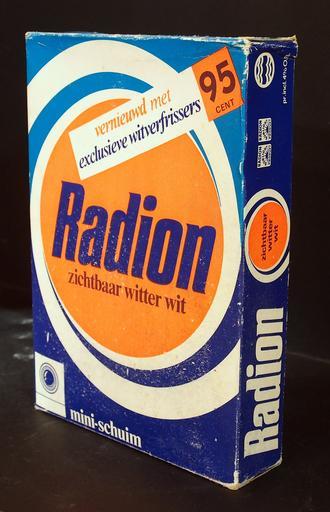 vernieuwd met
exclusieve witverfrissers
95
CENT
Radion
zichtbaar witter wit
mini-schuim
zichtbaar
witter
wit
Radion